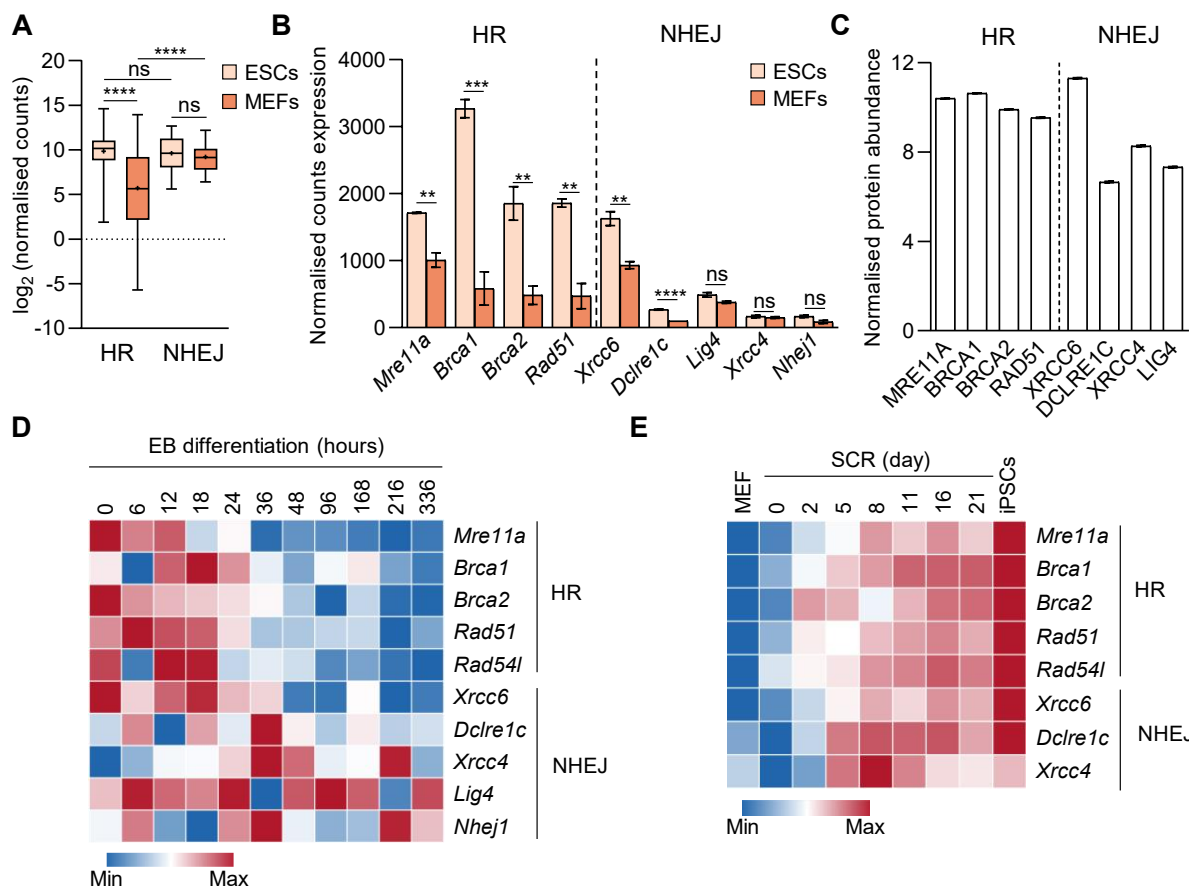 A
log2 (normalised counts)
20
15
10
5
0
-5
-10
ns
****
****
ns
ESCs
MEFs
HR
NHEJ
B
HR
NHEJ
Normalised counts expression
4000
3000
2000
1000
0
**
***
**
**
**
****
ns
ns
ns
ESCs
MEFs
Mre11a
Brca1
Brca2
Rad51
Xrcc6
Dclre1c
Lig4
Xrcc4
Nhej1
C
HR
NHEJ
Normalised protein abundance
12
8
4
0
MRE11A
BRCA1
BRCA2
RAD51
XRCC6
DCLRE1C
XRCC4
LIG4
D
EB differentiation (hours)
0 6 12 18 24 36 48 96 168 216 336
Mre11a
Brca1
Brca2
Rad51
Rad54l
Xrcc6
Dclre1c
Xrcc4
Lig4
Nhej1
HR
NHEJ
Min Max
E
SCR (day)
MEF 0 2 5 8 11 16 21 iPSCs
Mre11a
Brca1
Brca2
Rad51
Rad54l
Xrcc6
Dclre1c
Xrcc4
HR
NHEJ
Min Max